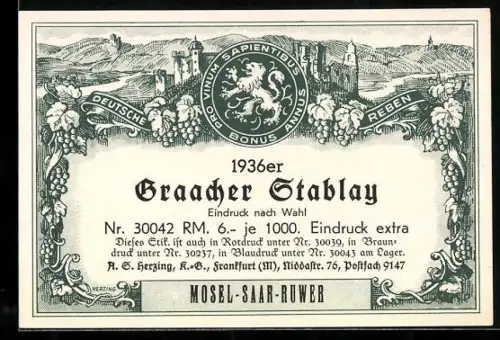 PRO VINUM SAPIENTIBUS
BONUS ANNUS
DEUTSCHE REBEN
1936er
Graacher Stablay
Eindruck nach Wahl
Nr. 30042 RM. 6.- je 1000. Eindruck extra
Dieses Etik. ist auch in Rotdruck unter Nr. 30039, in Braun-
druck unter Nr. 30237, in Blaudruck unter Nr. 30043 am Lager.
A. S. Herzing, K.-G., Frankfurt (M), Niddastr. 76, Postfach 9147
HERZING
MOSEL-SAAR-RUWER